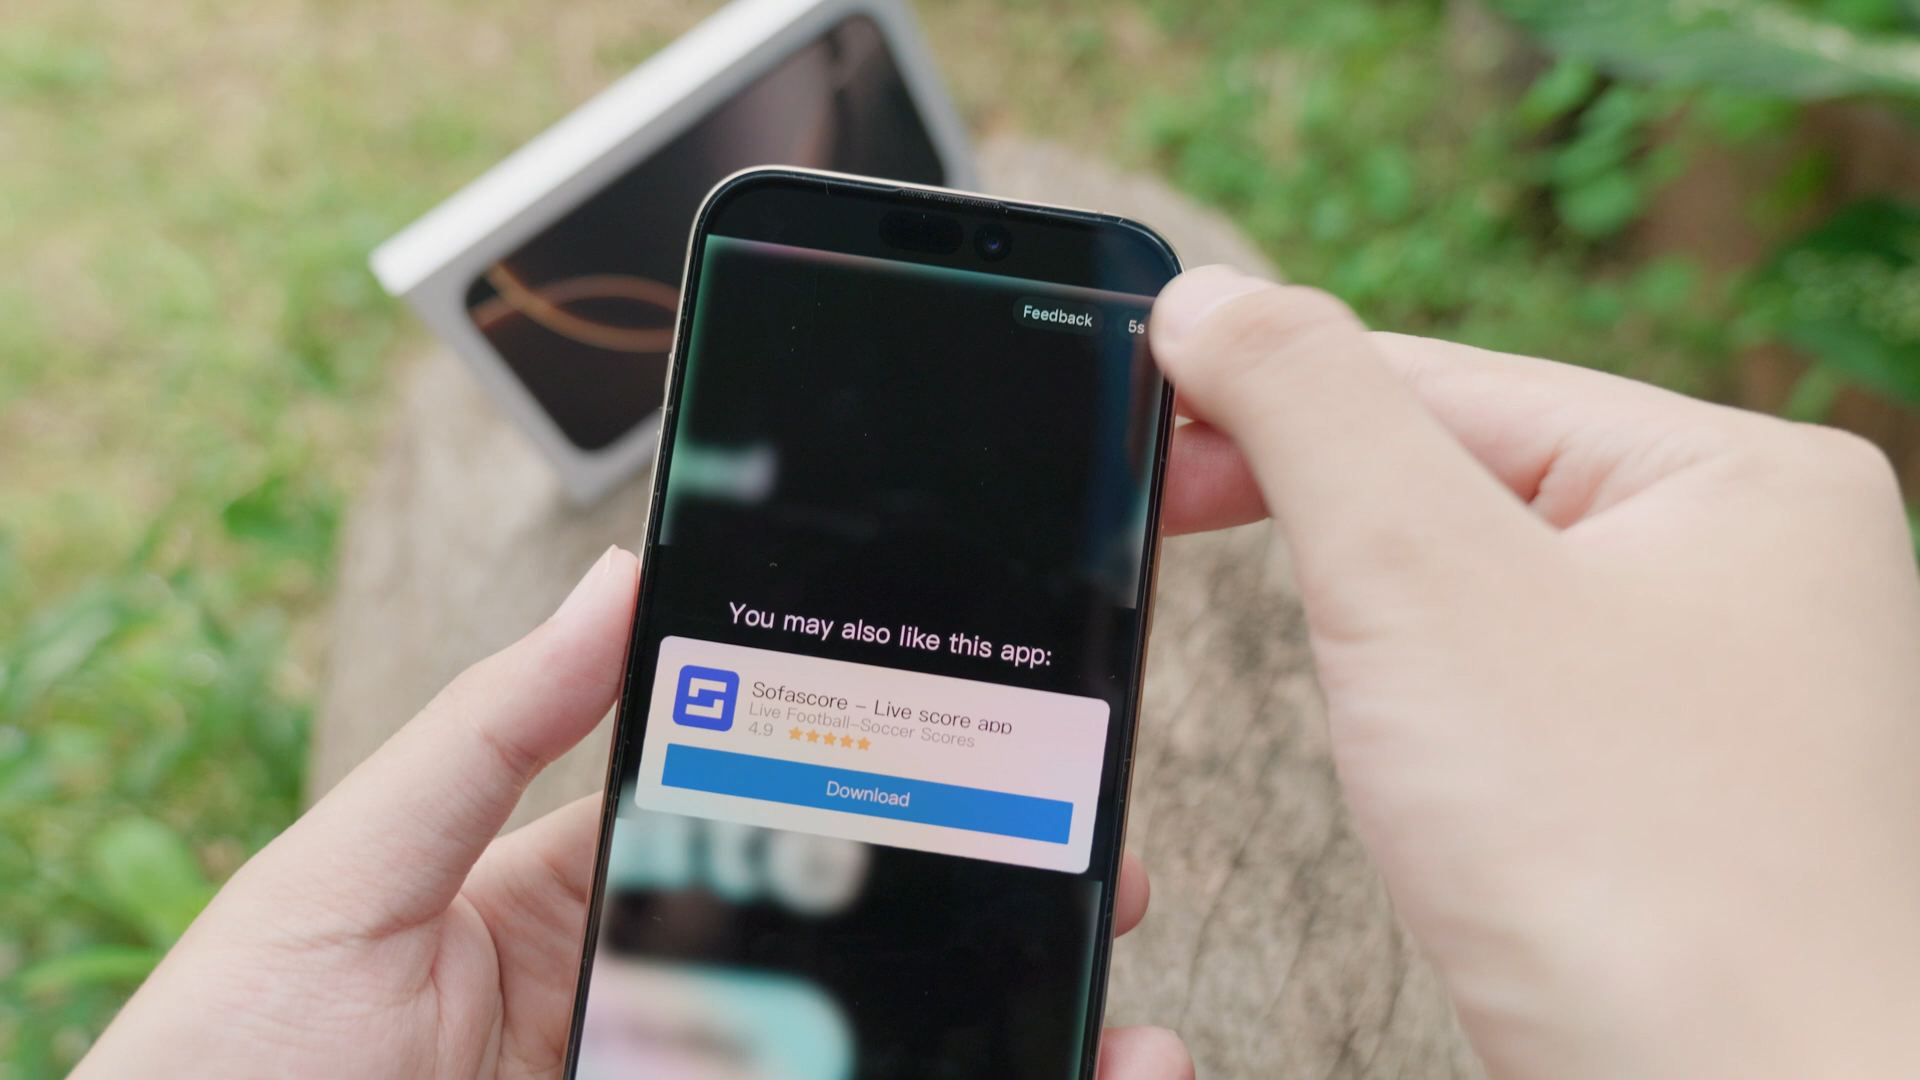 Feedback
5s
You may also like this app:
Sofascore – Live score app
Live Football–Soccer Scores
4.9
Download